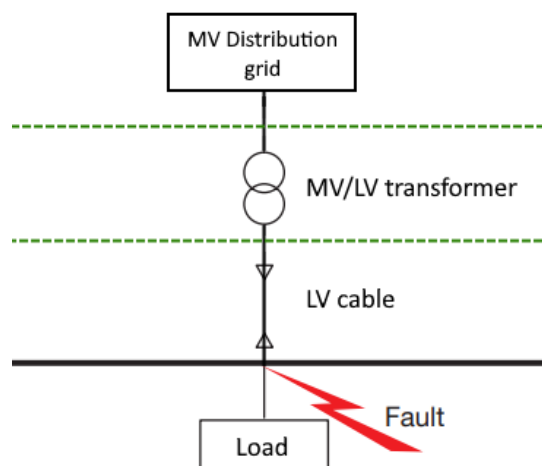 MV Distribution
grid
MV/LV transformer
LV cable
Fault
Load